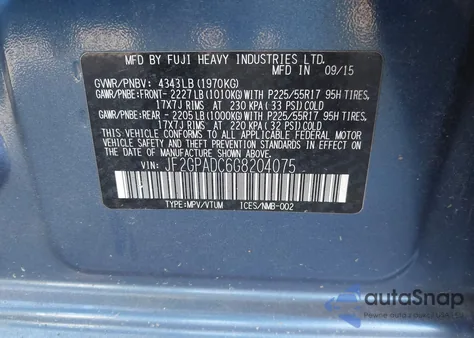 MFD BY FUJI HEAVY INDUSTRIES LTD.
MFD IN 09/15
GVWR/PNBV: 4343LB(1970KG)
GAWR/PNBE:FRONT- 2227LB(1010KG)WITH P225/55R17 95H TIRES,
17X7J RIMS AT 230 KPA(33 PSI)COLD
GAWR/PNBE:REAR - 2205LB(1000KG)WITH P225/55R17 95H TIRES,
17X7J RIMS AT 220 KPA(32 PSI)COLD
THIS VEHICLE CONFORMS TO ALL APPLICABLE FEDERAL MOTOR
VEHICLE SAFETY AND THEFT PREVENTION STANDARDS IN EFFECT
ON THE DATE OF MANUFACTURE SHOWN ABOVE.
VIN: JF2GPADC6G8204075
TYPE:MPV/VTUM ICES/NMB-002
autoSnap